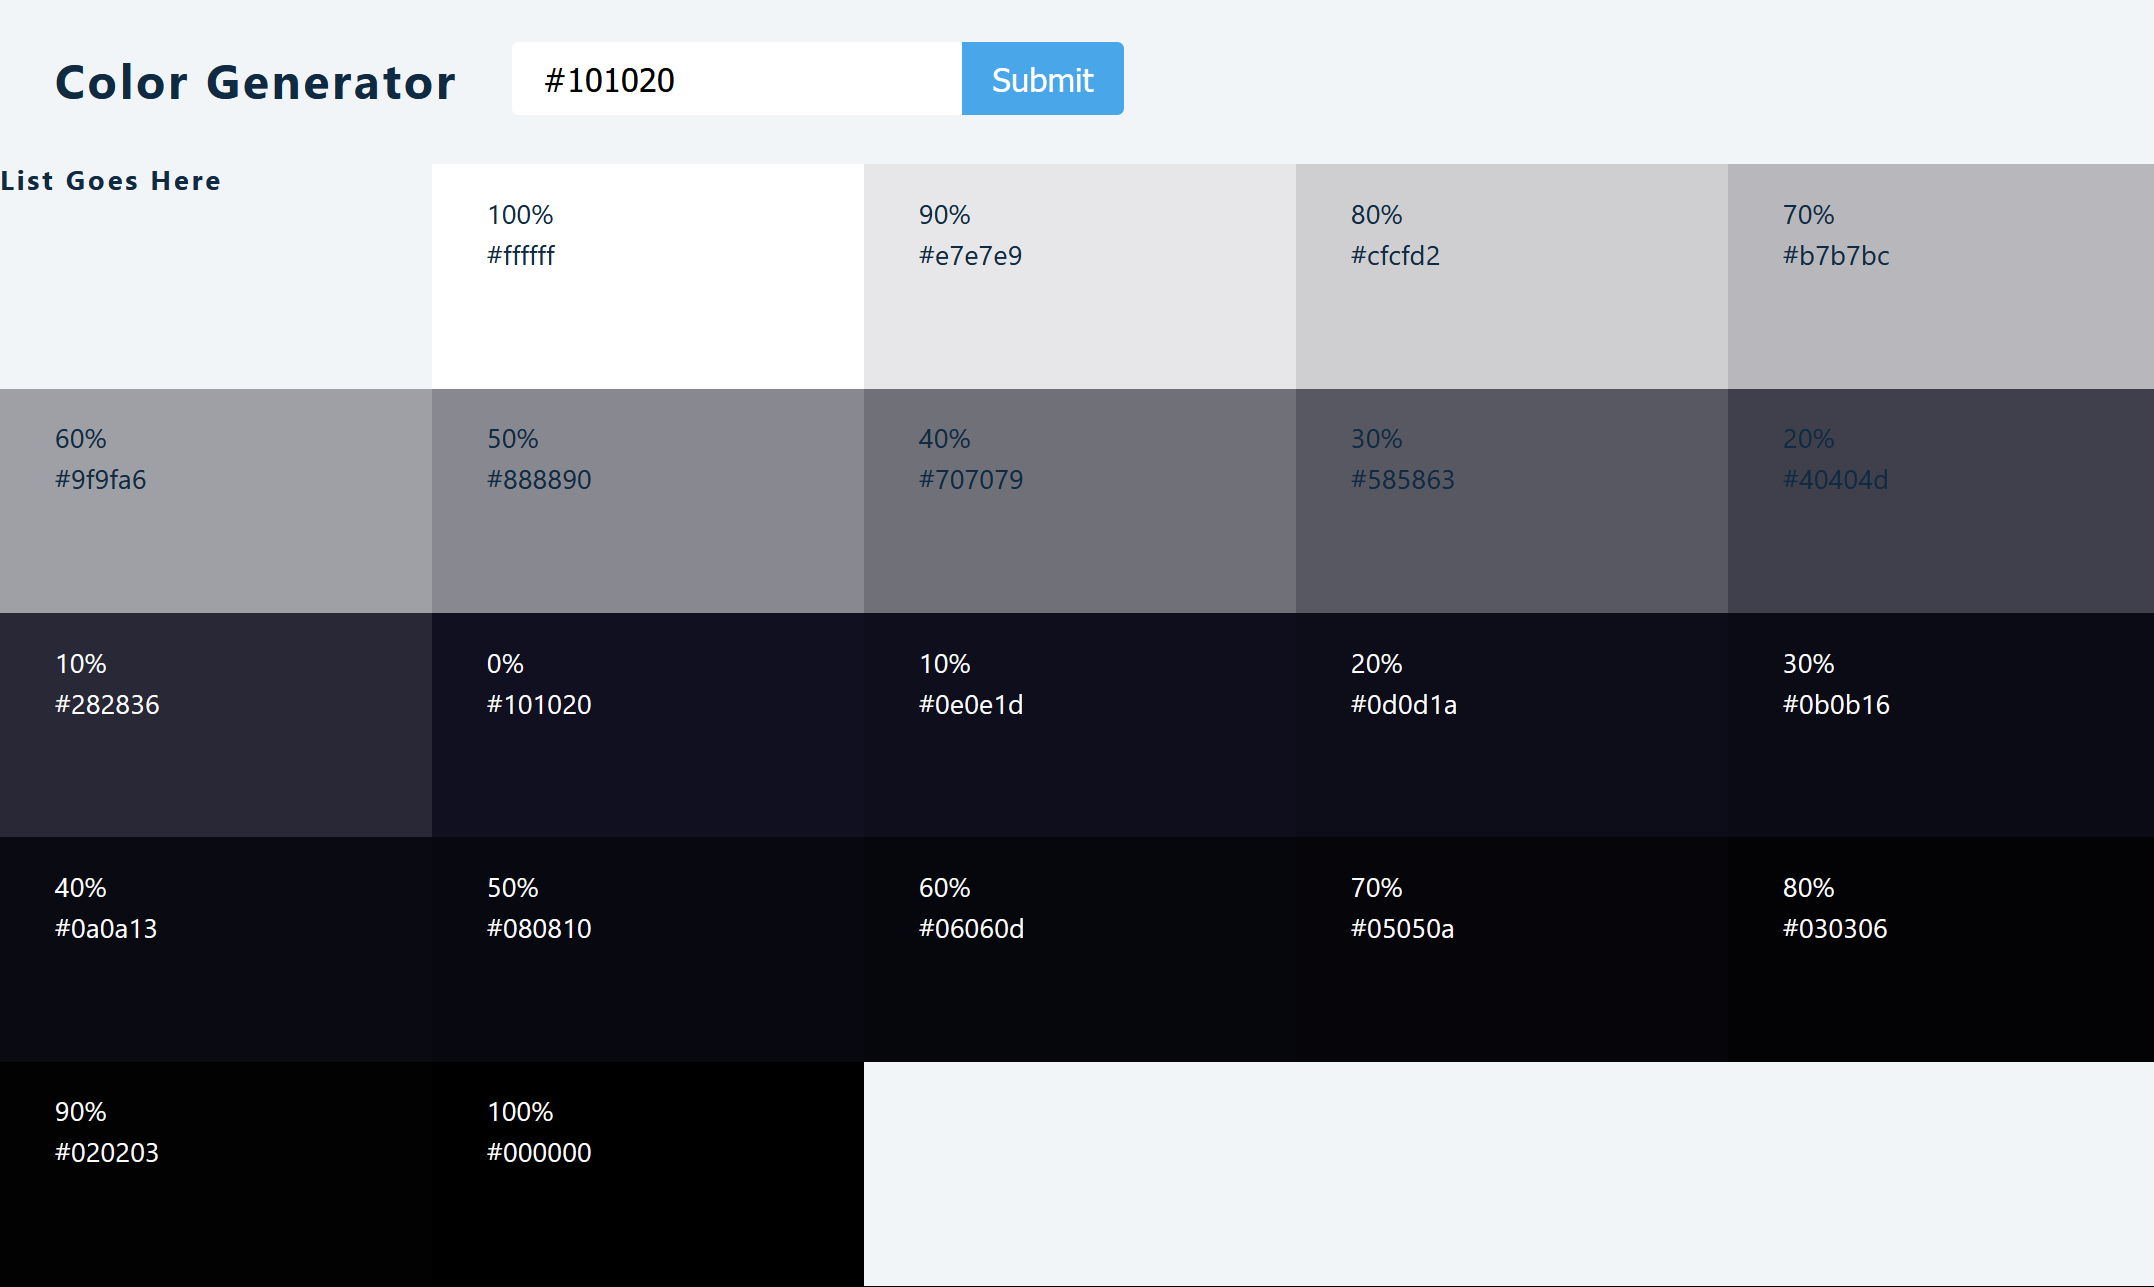 Color Generator
#101020
Submit
List Goes Here
100%
#ffffff
90%
#e7e7e9
80%
#cfcfd2
70%
#b7b7bc
60%
#9f9fa6
50%
#888890
40%
#707079
30%
#585863
20%
#40404d
10%
#282836
0%
#101020
10%
#0e0e1d
20%
#0d0d1a
30%
#0b0b16
40%
#0a0a13
50%
#080810
60%
#06060d
70%
#05050a
80%
#030306
90%
#020203
100%
#000000